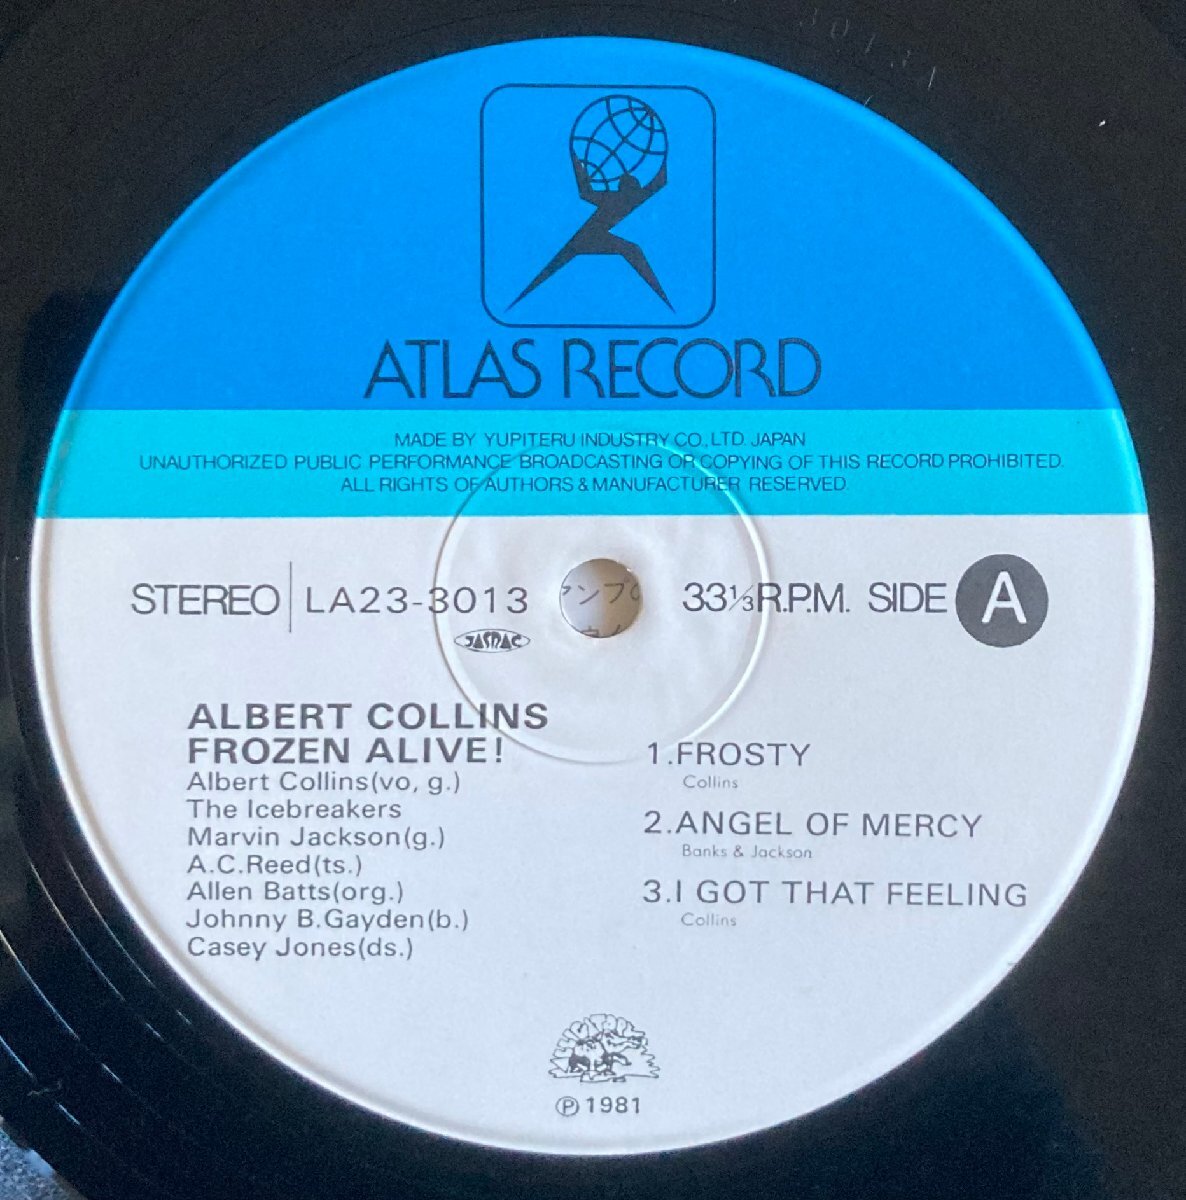 ATLAS RECORD
MADE BY YUPITERU INDUSTRY CO., LTD. JAPAN
UNAUTHORIZED PUBLIC PERFORMANCE BROADCASTING OR COPYING OF THIS RECORD PROHIBITED.
ALL RIGHTS OF AUTHORS & MANUFACTURER RESERVED.
STEREO LA23-3013
JASRAC
33⅓ R.P.M. SIDE A
ALBERT COLLINS
FROZEN ALIVE!
Albert Collins(vo, g.)
The Icebreakers
Marvin Jackson(g.)
A.C.Reed(ts.)
Allen Batts(org.)
Johnny B.Gayden(b.)
Casey Jones(ds.)
1.FROSTY
Collins
2.ANGEL OF MERCY
Banks & Jackson
3.I GOT THAT FEELING
Collins
ALLIGATOR
℗ 1981